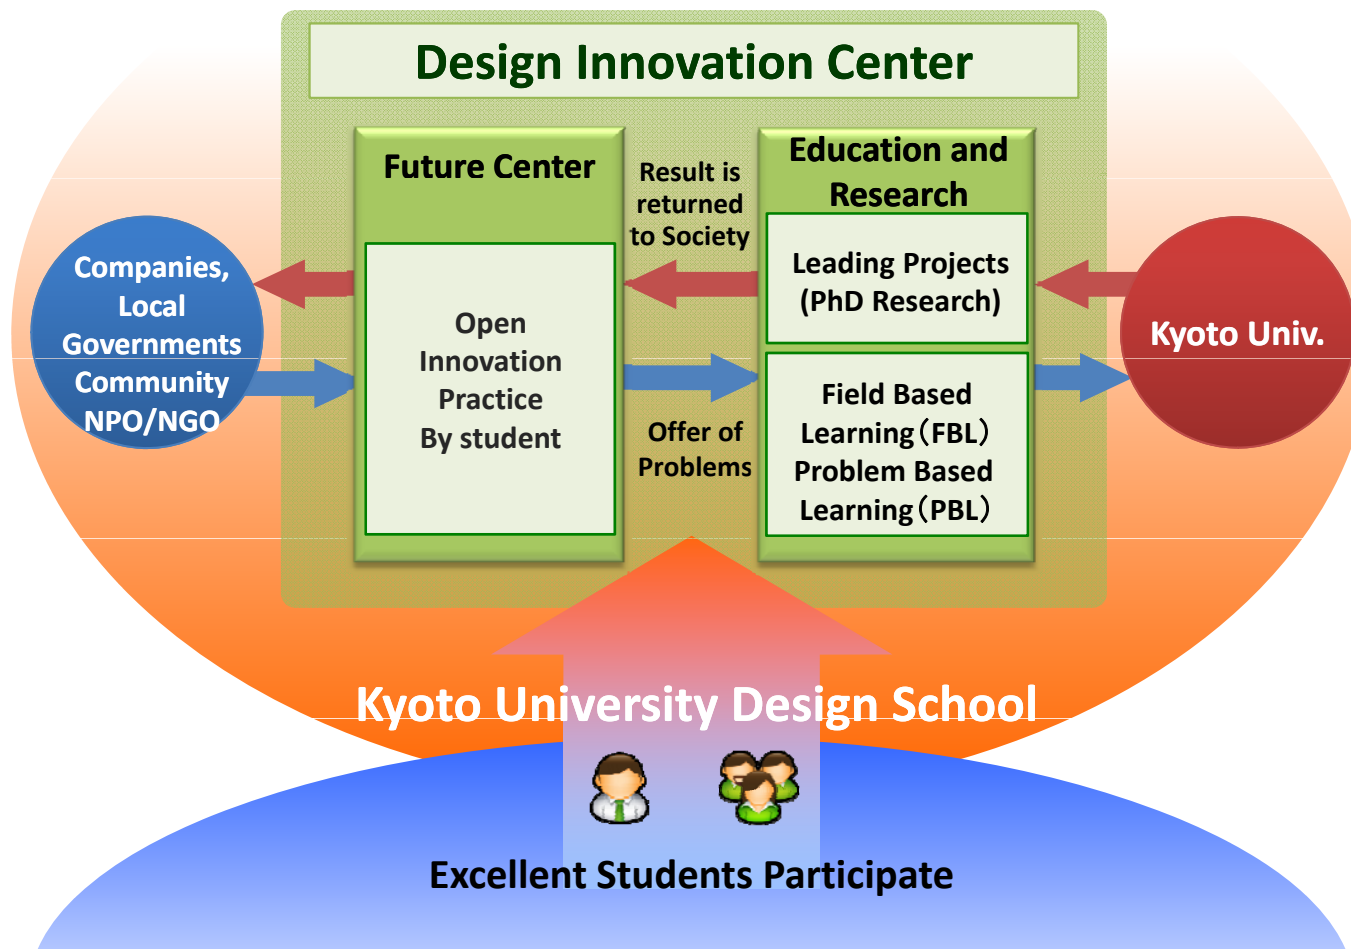 Design Innovation Center
Future Center
Open
Innovation
Practice
By student
Result is
returned
to Society
Offer of
Problems
Education and
Research
Leading Projects
(PhD Research)
Field Based
Learning（FBL）
Problem Based
Learning（PBL）
Companies,
Local
Governments
Community
NPO/NGO
Kyoto Univ.
Kyoto University Design School
Excellent Students Participate